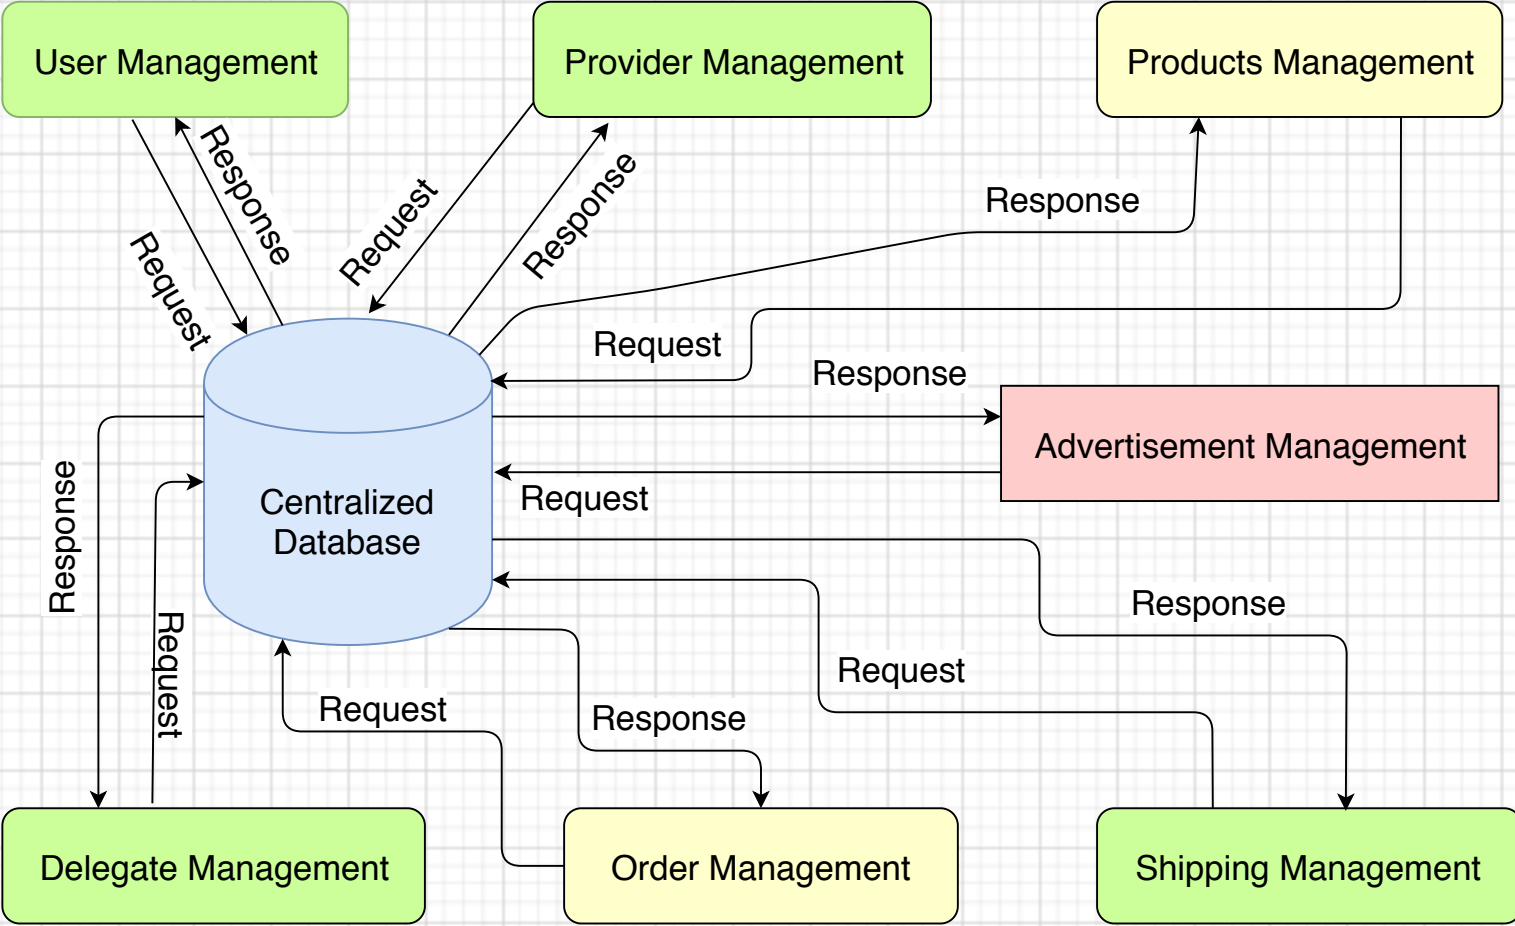 User Management
Provider Management
Products Management
Response
Request
Request
Response
Response
Request
Response
Advertisement Management
Request
Centralized
Database
Response
Request
Response
Request
Request
Response
Delegate Management
Order Management
Shipping Management